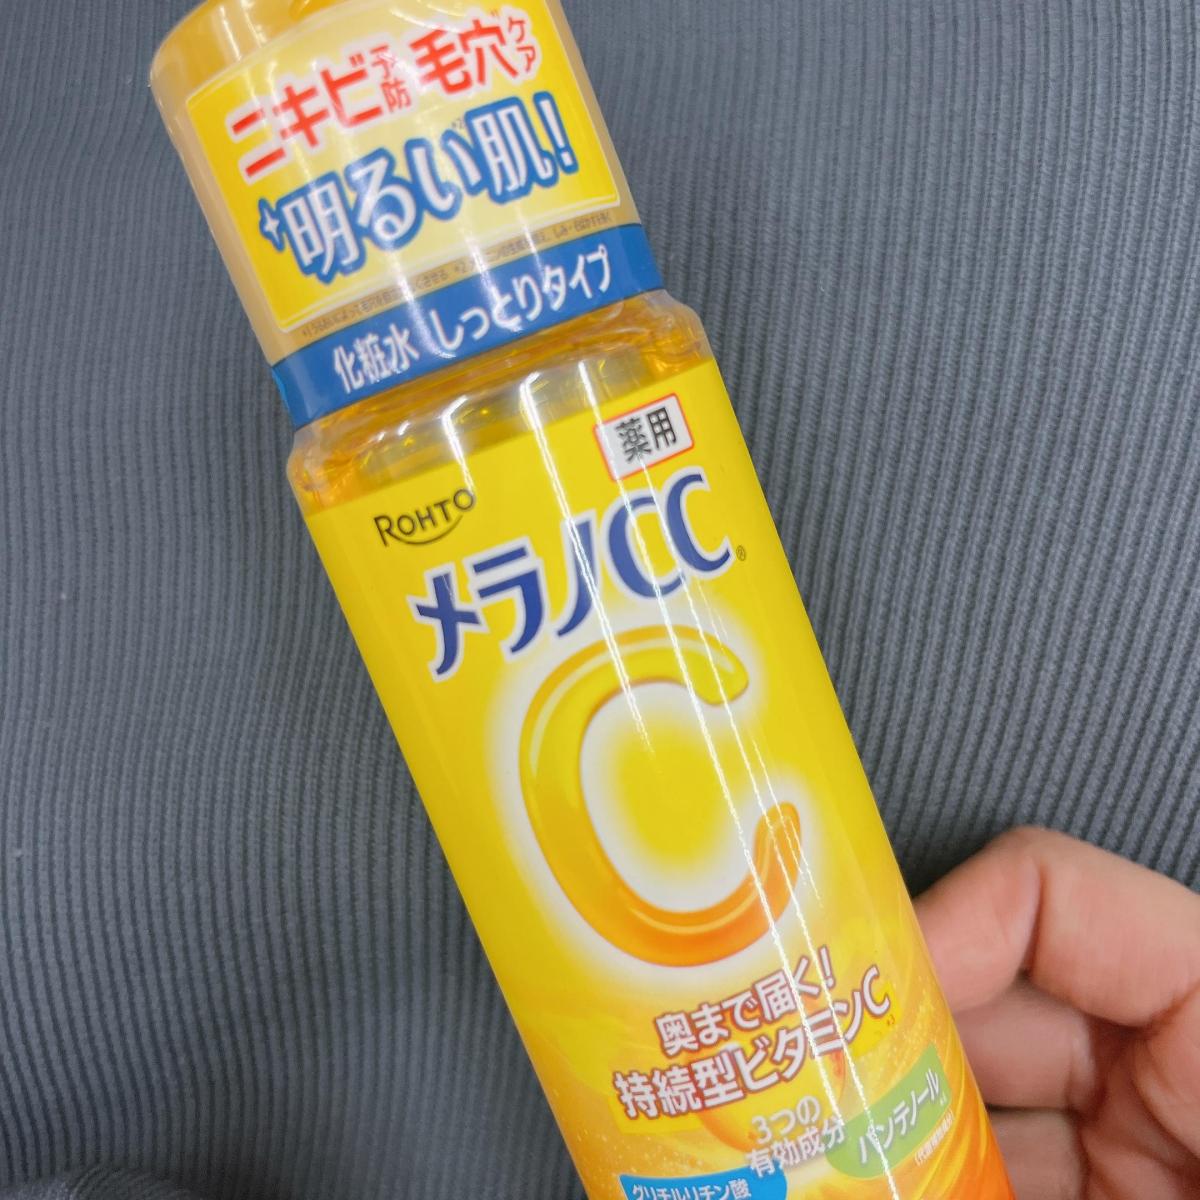 ニキビ予防 毛穴ケア
+明るい肌!
化粧水 しっとりタイプ
薬用
ROHTO
メラノCC®
C
奥まで届く!
持続型ビタミンC
3つの
有効成分
パンテノール
グリチルリチン酸